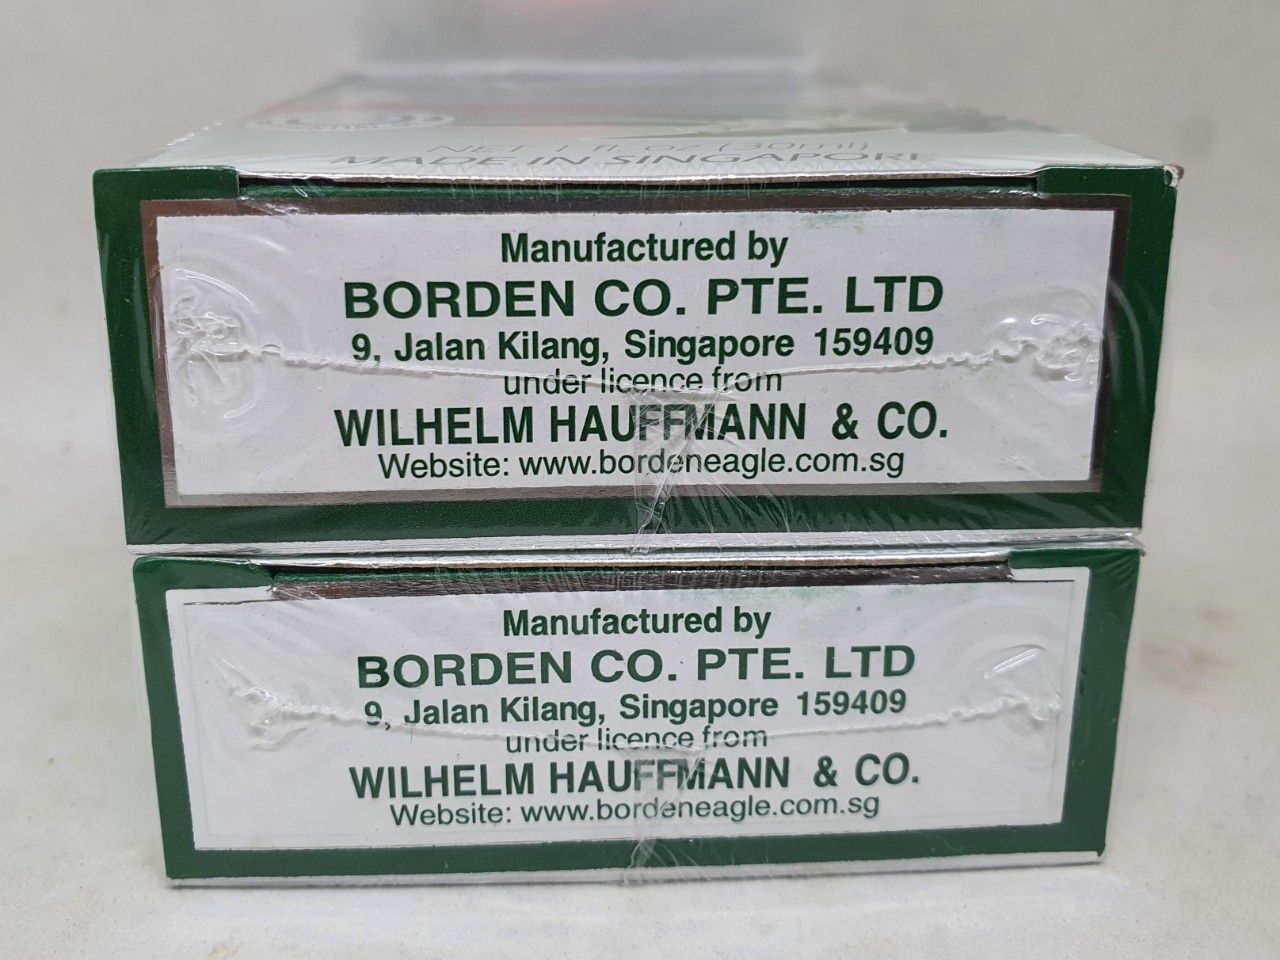 NET 1 fl. oz (30ml)
MADE IN SINGAPORE
Manufactured by
BORDEN CO. PTE. LTD
9, Jalan Kilang, Singapore 159409
under licence from
WILHELM HAUFFMANN & CO.
Website: www.bordeneagle.com.sg
Manufactured by
BORDEN CO. PTE. LTD
9, Jalan Kilang, Singapore 159409
under licence from
WILHELM HAUFFMANN & CO.
Website: www.bordeneagle.com.sg